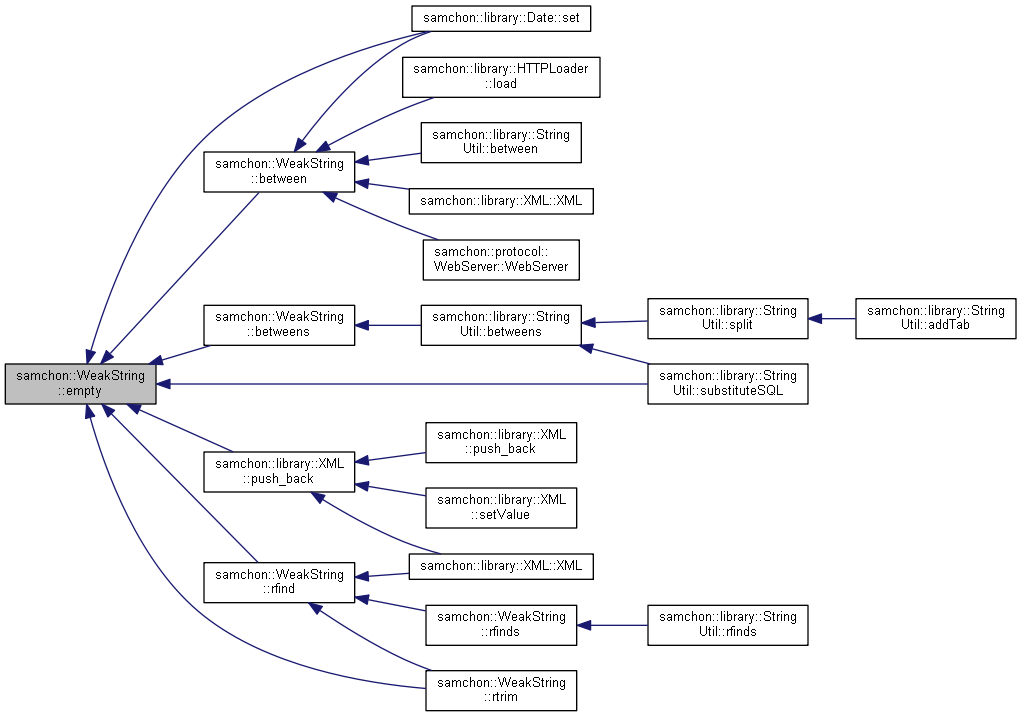 samchon::library::Date::set
samchon::library::HTTPLoader
::load
samchon::library::String
Util::between
samchon::WeakString
::between
samchon::library::XML::XML
samchon::protocol::
WebServer::WebServer
samchon::WeakString
::betweens
samchon::library::String
Util::betweens
samchon::library::String
Util::split
samchon::library::String
Util::addTab
samchon::WeakString
::empty
samchon::library::String
Util::substituteSQL
samchon::library::XML
::push_back
samchon::library::XML
::push_back
samchon::library::XML
::setValue
samchon::library::XML::XML
samchon::WeakString
::rfind
samchon::WeakString
::rfinds
samchon::library::String
Util::rfinds
samchon::WeakString
::rtrim